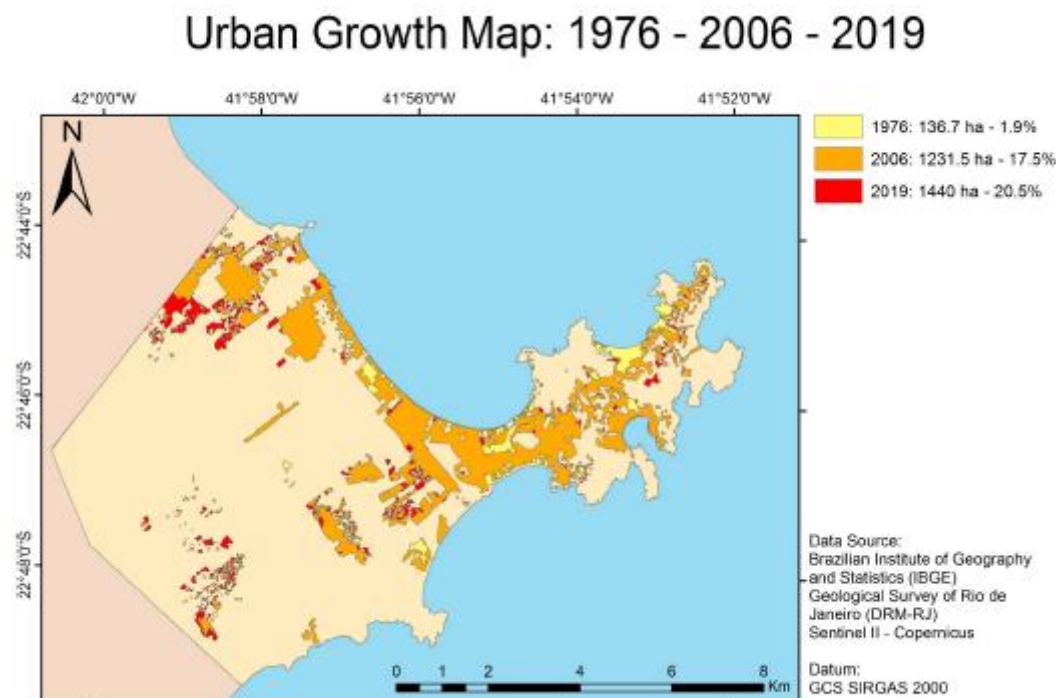 Urban Growth Map: 1976 - 2006 - 2019
42°0'0"W 41°58'0"W 41°56'0"W 41°54'0"W 41°52'0"W
N
1976: 136.7 ha - 1.9%
2006: 1231.5 ha - 17.5%
2019: 1440 ha - 20.5%
22°44'0"S
22°46'0"S
22°48'0"S
Data Source:
Brazilian Institute of Geography
and Statistics (IBGE)
Geological Survey of Rio de
Janeiro (DRM-RJ)
Sentinel II - Copernicus
Datum:
GCS SIRGAS 2000
0 1 2 4 6 8
Km